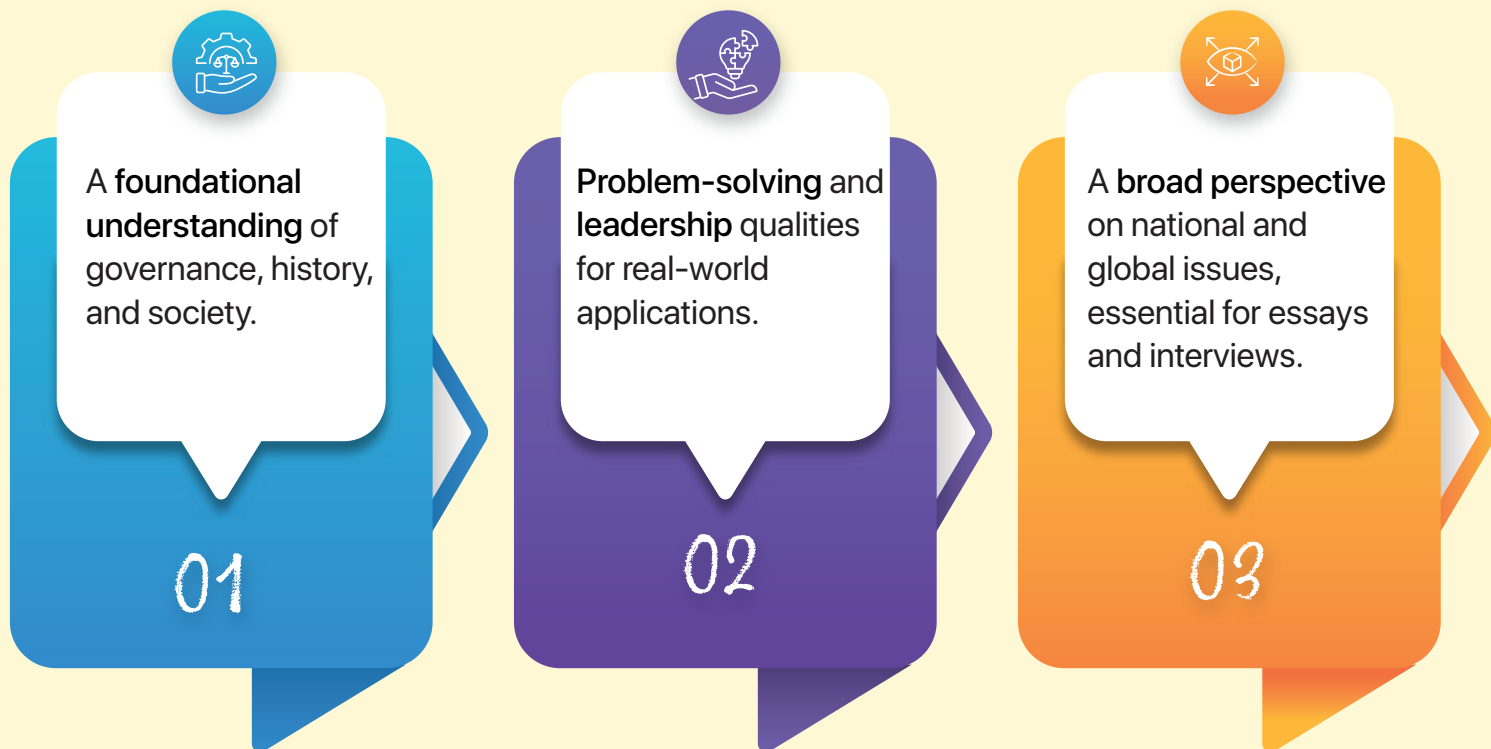 A foundational
understanding of
governance, history,
and society.
01
Problem-solving and
leadership qualities
for real-world
applications.
02
A broad perspective
on national and
global issues,
essential for essays
and interviews.
03